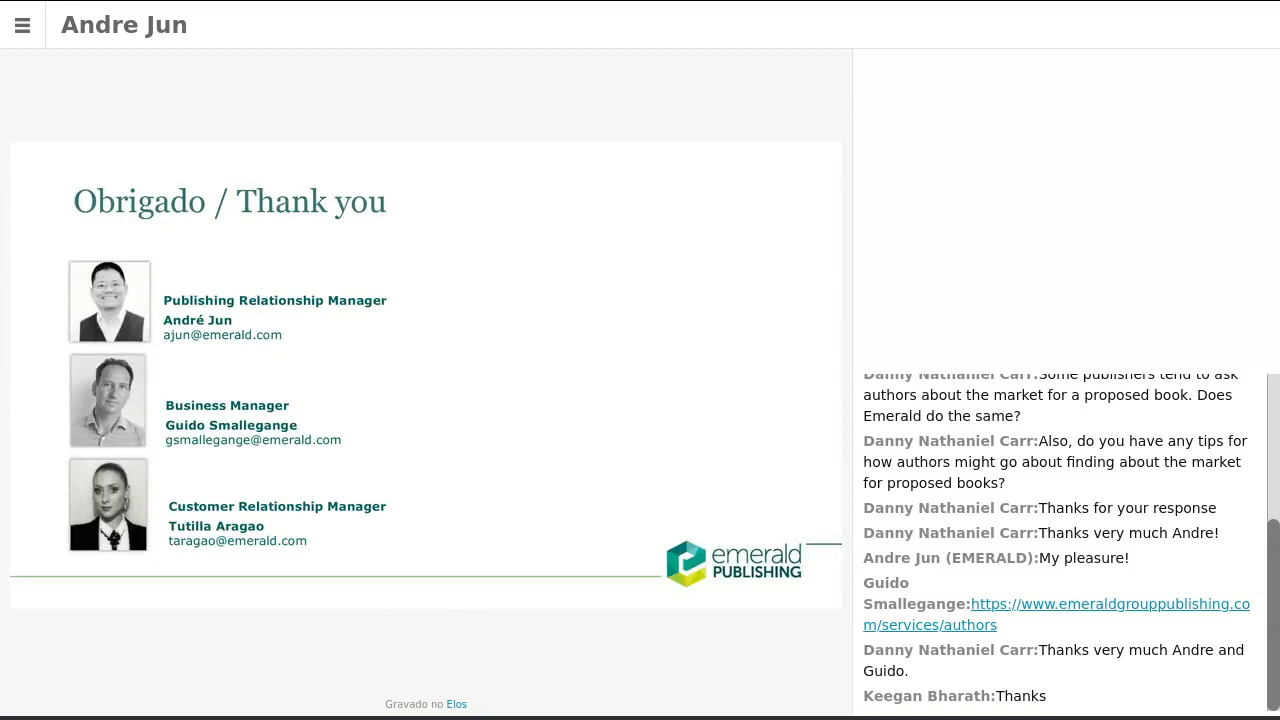 Andre Jun
Obrigado / Thank you
Publishing Relationship Manager
André Jun
ajun@emerald.com
Business Manager
Guido Smallegange
gsmallegange@emerald.com
Customer Relationship Manager
Tutilla Aragao
taragao@emerald.com
emerald
PUBLISHING
Gravado no Elos
Danny Nathaniel Carr:Some publishers tend to ask
authors about the market for a proposed book. Does
Emerald do the same?
Danny Nathaniel Carr:Also, do you have any tips for
how authors might go about finding about the market
for proposed books?
Danny Nathaniel Carr:Thanks for your response
Danny Nathaniel Carr:Thanks very much Andre!
Andre Jun (EMERALD):My pleasure!
Guido
Smallegange:https://www.emeraldgrouppublishing.co
m/services/authors
Danny Nathaniel Carr:Thanks very much Andre and
Guido.
Keegan Bharath:Thanks